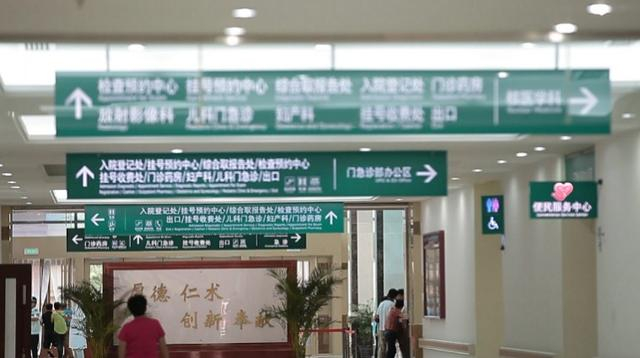 检查预约中心 挂号预约中心 综合取报告处 入院登记处 门诊药房
放射影像科 儿科门急诊 妇产科 挂号收费处 出口
入院登记处/挂号预约中心/综合取报告处/检查预约中心
挂号收费处/门诊药房/妇产科/儿科门急诊/出口
门急诊部办公区
入院登记处/挂号预约中心/综合取报告处/检查预约中心
出口/挂号收费处/儿科门急诊/妇产科/门诊药房
门诊药房 儿科门急诊 挂号收费处 出口 急诊
便民服务中心
厚德 仁术
创新 奉献